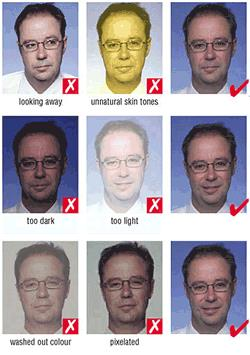 looking away
unnatural skin tones
too dark
too light
washed out colour
pixelated